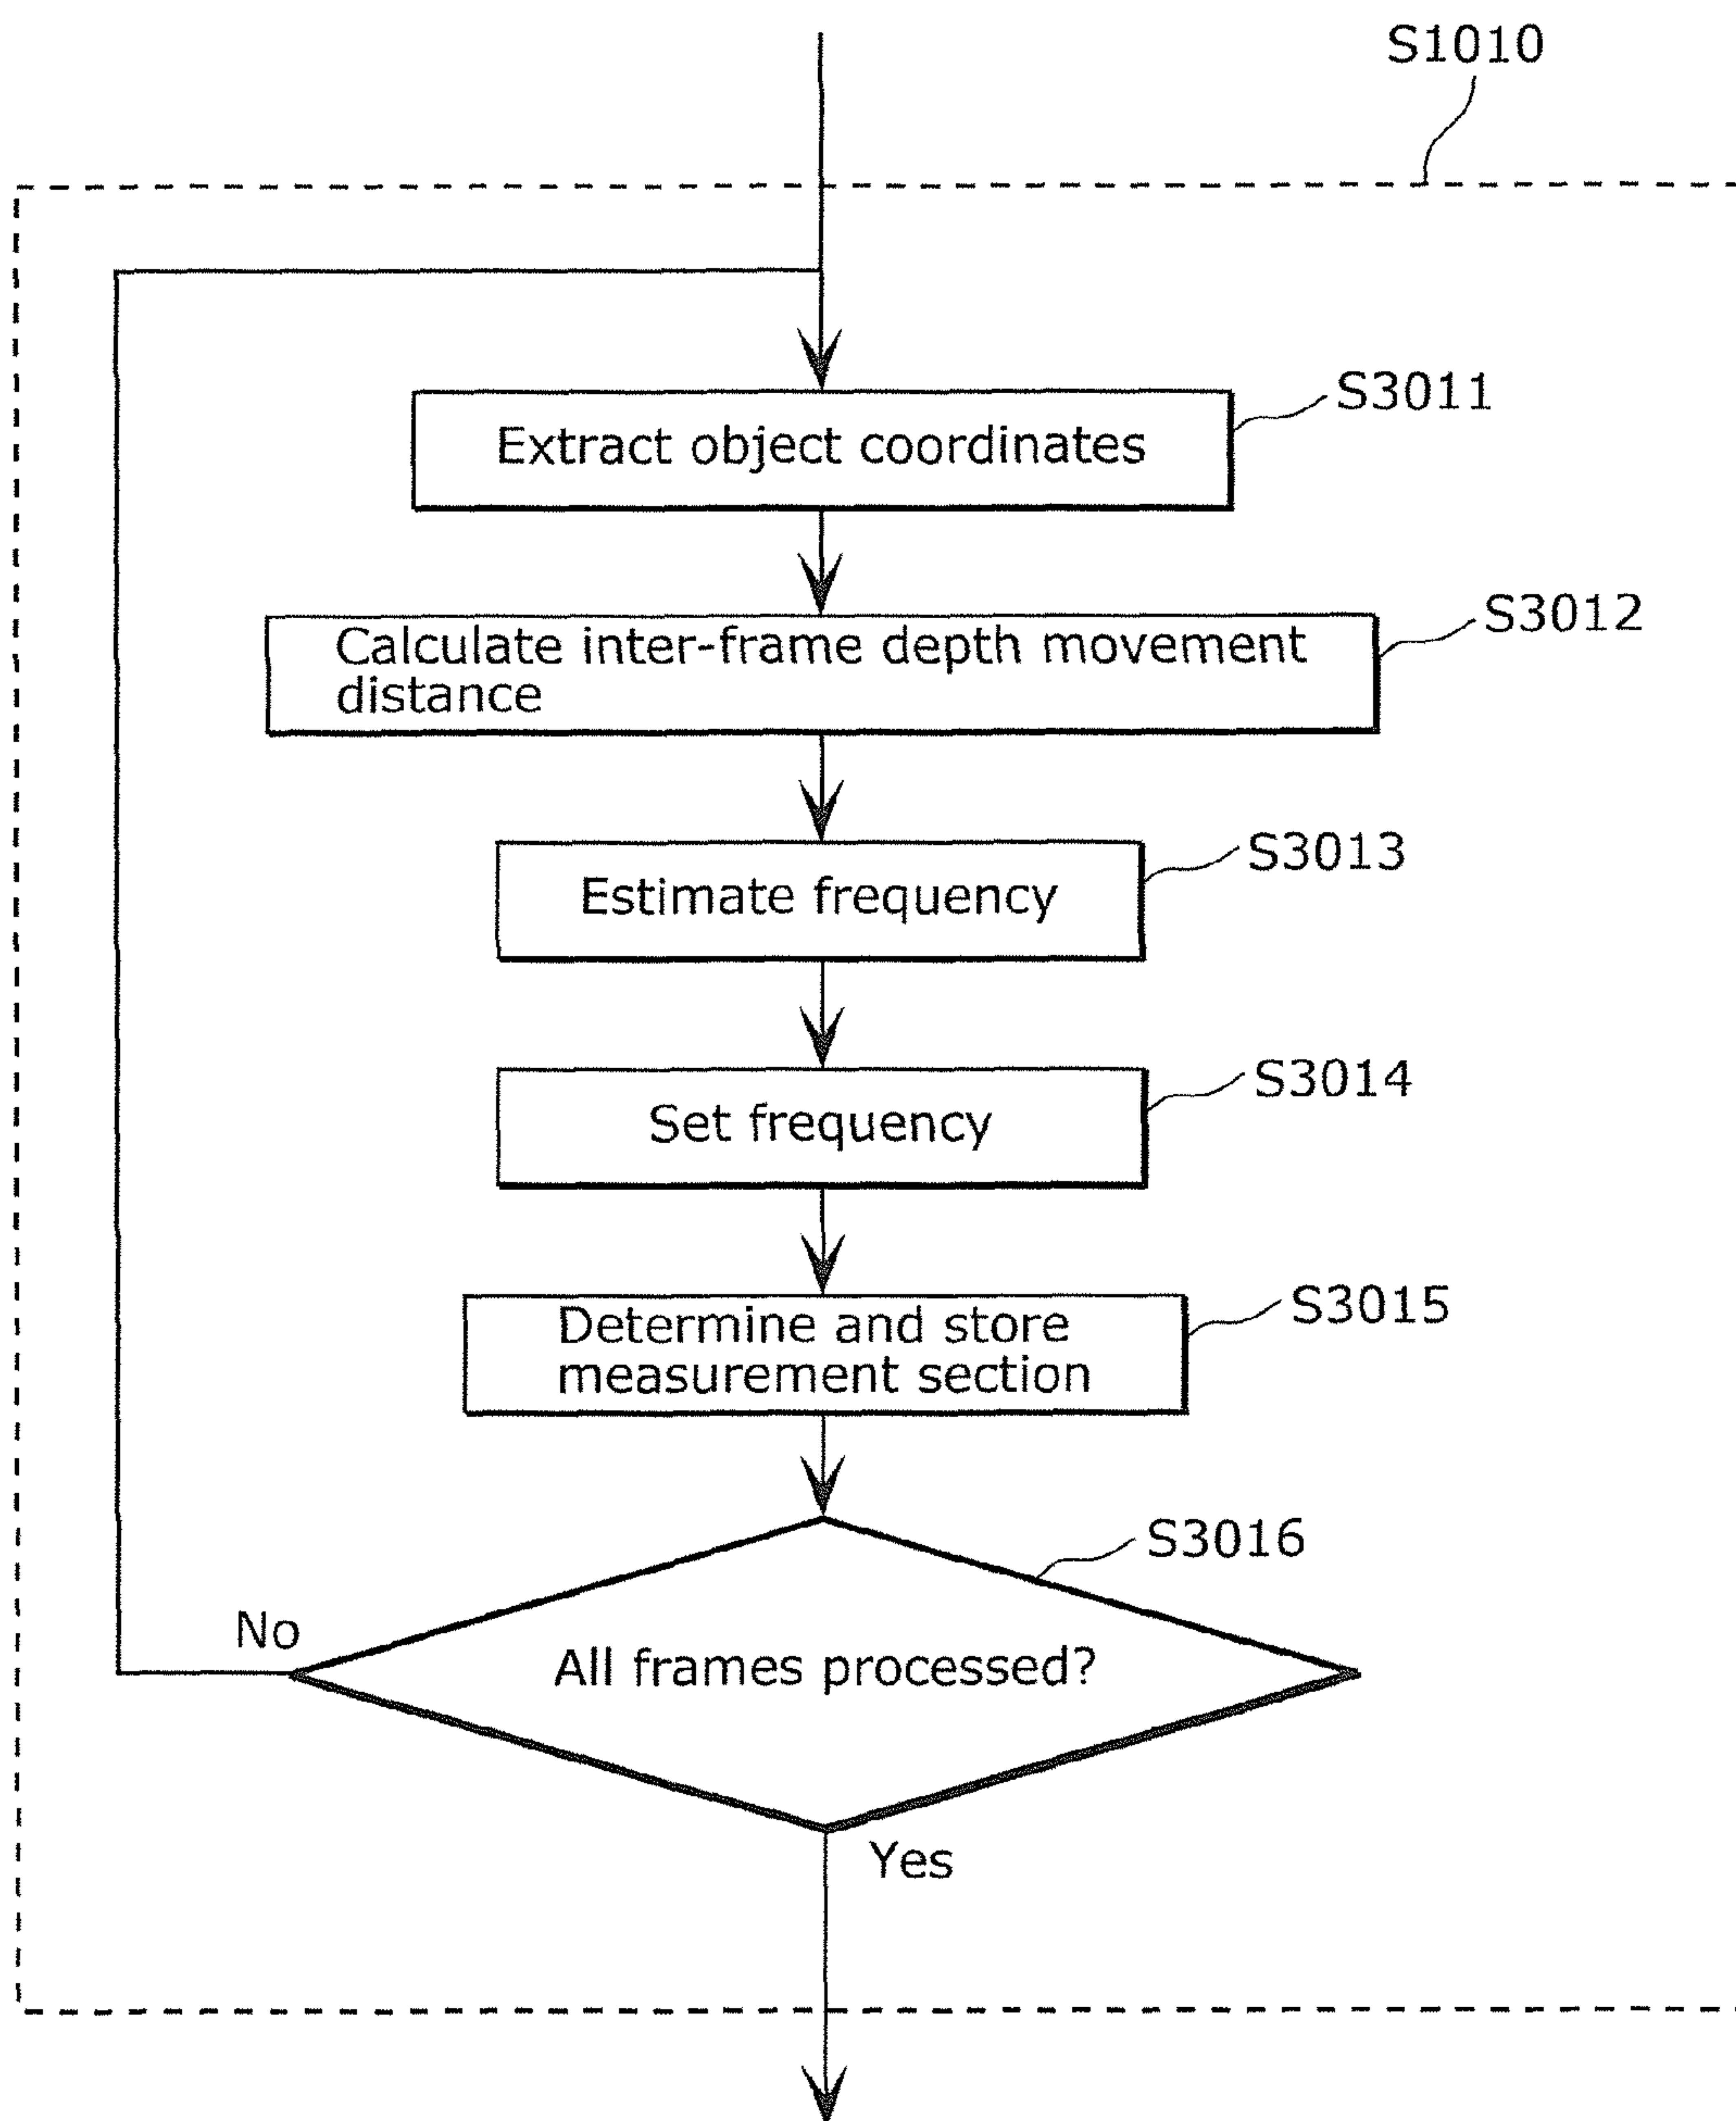 S1010
Extract object coordinates
S3011
Calculate inter-frame depth movement
distance
S3012
Estimate frequency
S3013
Set frequency
S3014
Determine and store
measurement section
S3015
All frames processed?
S3016
No
Yes